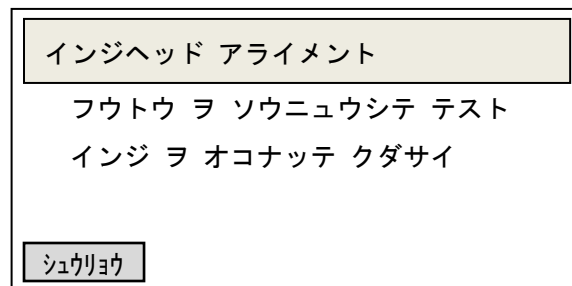 インジヘッド アライメント
フウトウ ヲ ソウニュウシテ テスト
インジ ヲ オコナッテ クダサイ
ｼｭｳﾘｮｳ